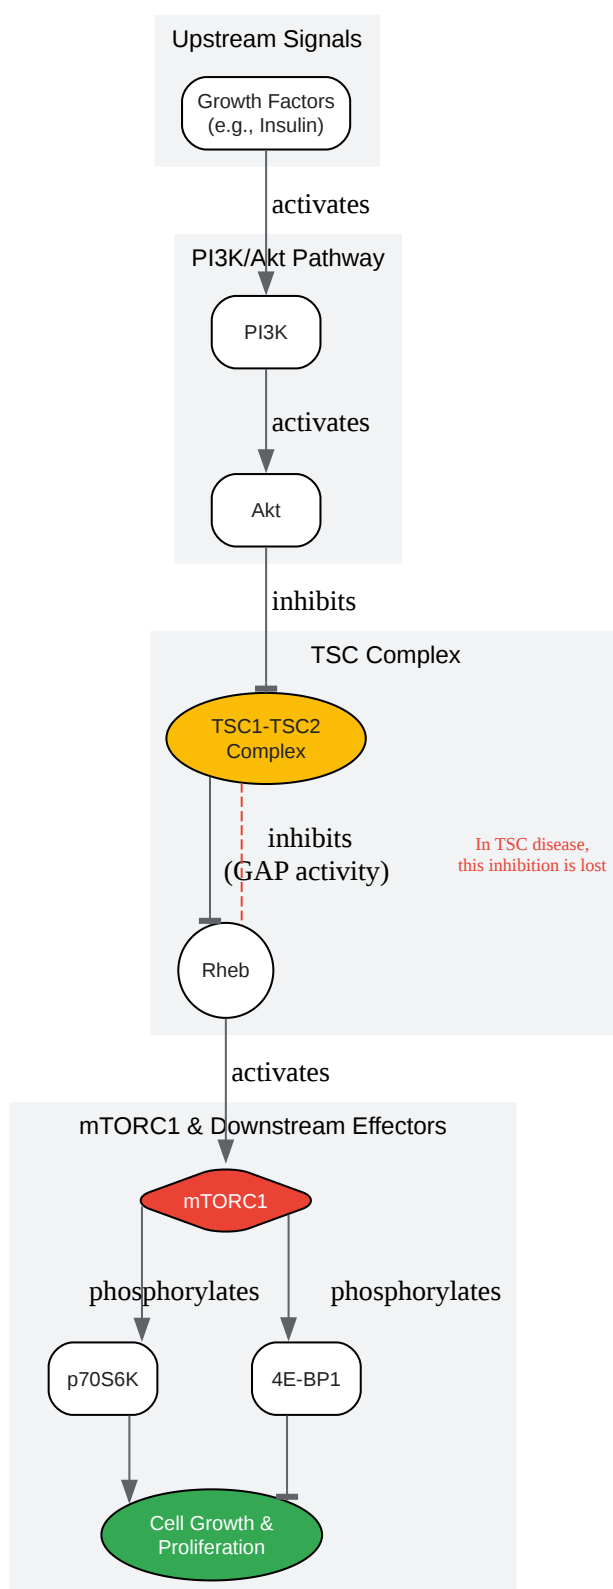 Upstream Signals
Growth Factors
(e.g., Insulin)
activates
PI3K/Akt Pathway
PI3K
activates
Akt
inhibits
TSC Complex
TSC1-TSC2
Complex
inhibits
(GAP activity)
In TSC disease,
this inhibition is lost
Rheb
activates
mTORC1 & Downstream Effectors
mTORC1
phosphorylates
phosphorylates
p70S6K
4E-BP1
Cell Growth &
Proliferation